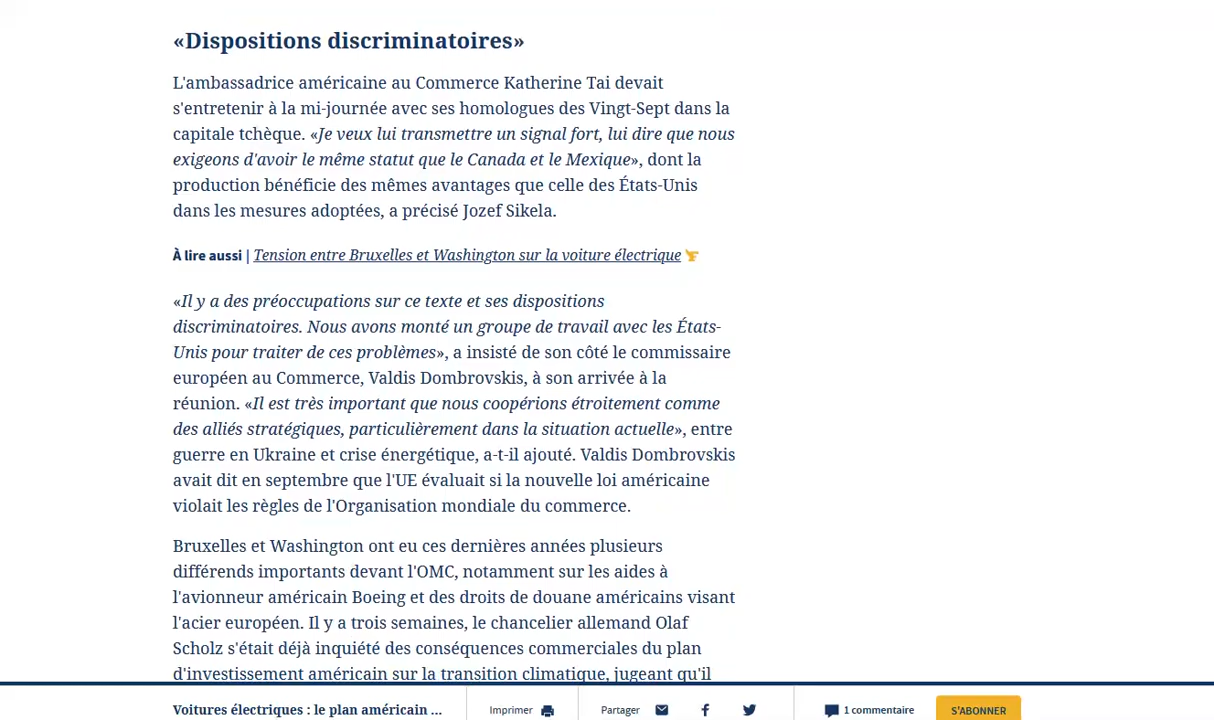 «Dispositions discriminatoires»
L'ambassadrice américaine au Commerce Katherine Tai devait
s'entretenir à la mi-journée avec ses homologues des Vingt-Sept dans la
capitale tchèque. «Je veux lui transmettre un signal fort, lui dire que nous
exigeons d'avoir le même statut que le Canada et le Mexique», dont la
production bénéficie des mêmes avantages que celle des États-Unis
dans les mesures adoptées, a précisé Jozef Sikela.
À lire aussi | Tension entre Bruxelles et Washington sur la voiture électrique
«Il y a des préoccupations sur ce texte et ses dispositions
discriminatoires. Nous avons monté un groupe de travail avec les États-
Unis pour traiter de ces problèmes», a insisté de son côté le commissaire
européen au Commerce, Valdis Dombrovskis, à son arrivée à la
réunion. «Il est très important que nous coopérions étroitement comme
des alliés stratégiques, particulièrement dans la situation actuelle», entre
guerre en Ukraine et crise énergétique, a-t-il ajouté. Valdis Dombrovskis
avait dit en septembre que l'UE évaluait si la nouvelle loi américaine
violait les règles de l'Organisation mondiale du commerce.
Bruxelles et Washington ont eu ces dernières années plusieurs
différends importants devant l'OMC, notamment sur les aides à
l'avionneur américain Boeing et des droits de douane américains visant
l'acier européen. Il y a trois semaines, le chancelier allemand Olaf
Scholz s'était déjà inquiété des conséquences commerciales du plan
d'investissement américain sur la transition climatique, jugeant qu'il
Voitures électriques : le plan américain ...
Imprimer
Partager
1 commentaire
S'ABONNER